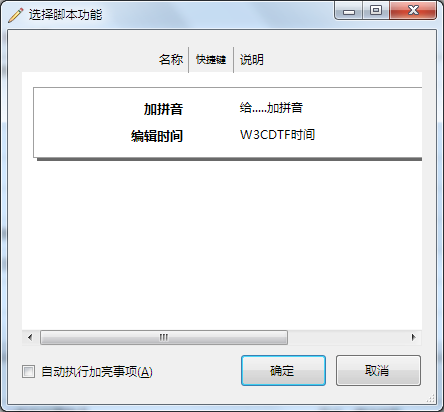 选择脚本功能
名称 快捷键 说明
加拼音 给.....加拼音
编辑时间 W3CDTF时间
自动执行加亮事项(A) 确定 取消